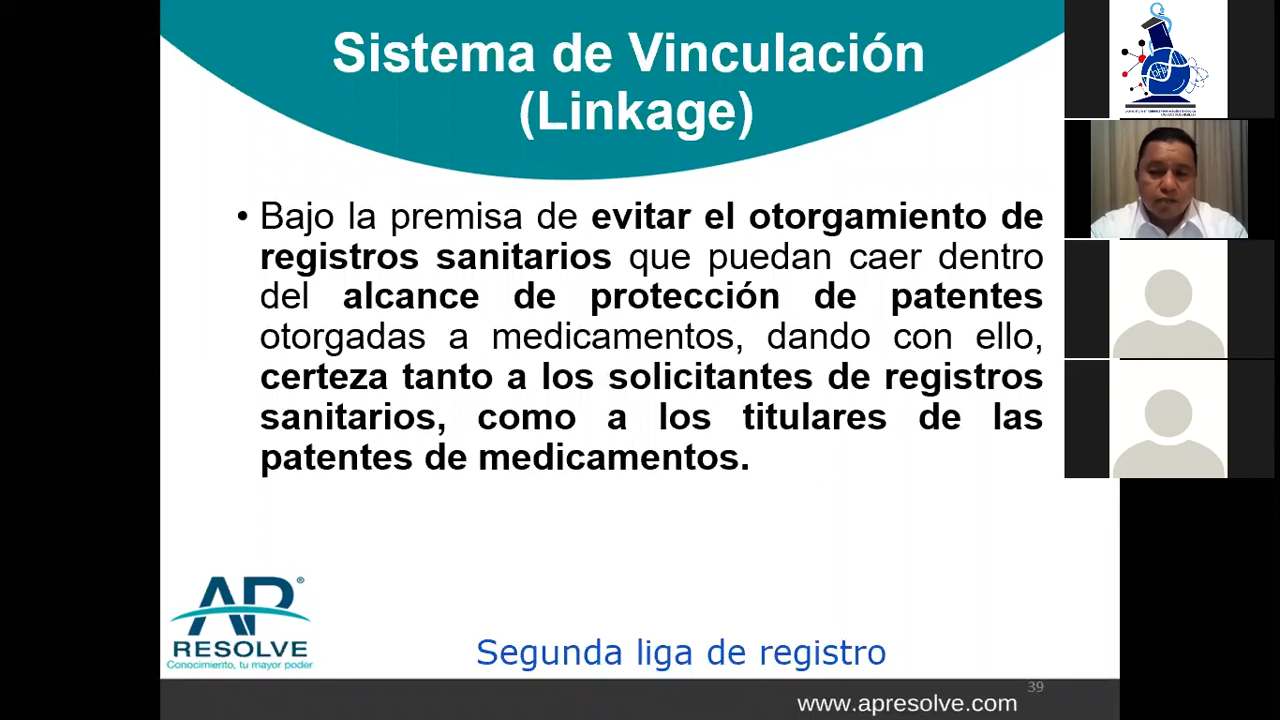 Sistema de Vinculación
(Linkage)
• Bajo la premisa de evitar el otorgamiento de
registros sanitarios que puedan caer dentro
del alcance de protección de patentes
otorgadas a medicamentos, dando con ello,
certeza tanto a los solicitantes de registros
sanitarios, como a los titulares de las
patentes de medicamentos.
AP®
RESOLVE
Conocimiento, tu mayor poder
Segunda liga de registro
39
www.apresolve.com